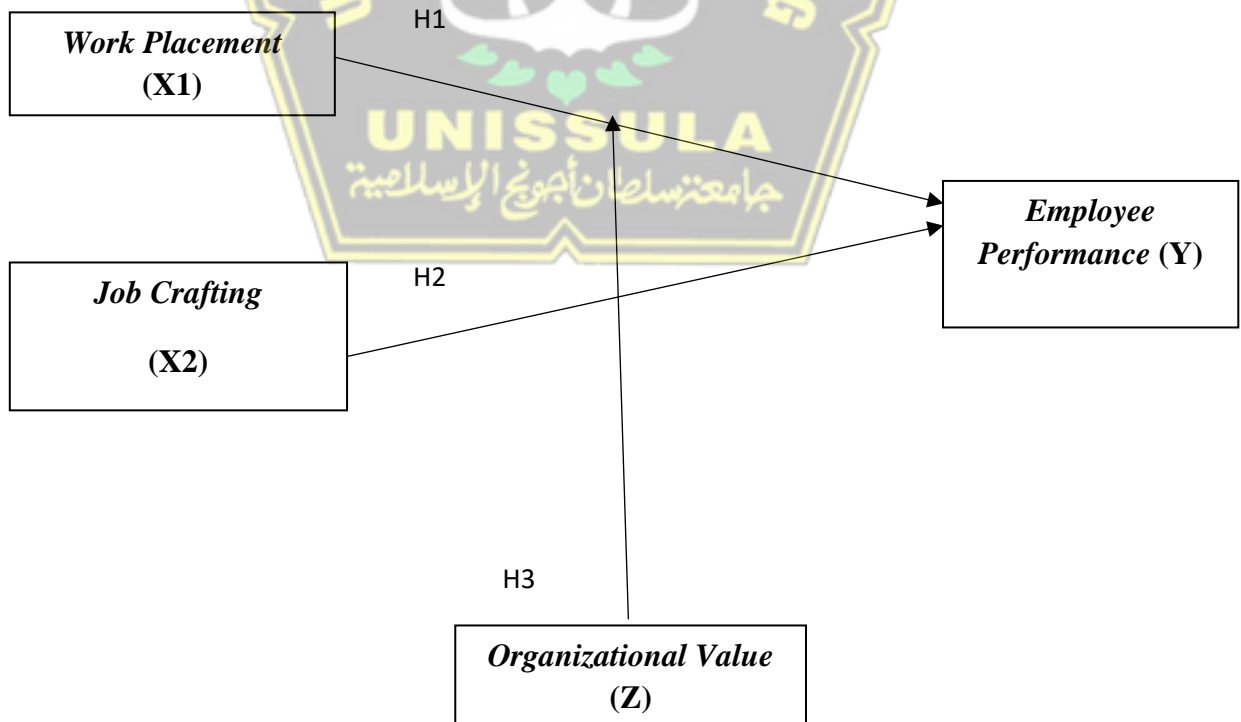 H1
Work Placement
(X1)
UNISSULA
جامعة سلطان أجونج الإسلامية
Employee
Performance (Y)
H2
Job Crafting
(X2)
H3
Organizational Value
(Z)